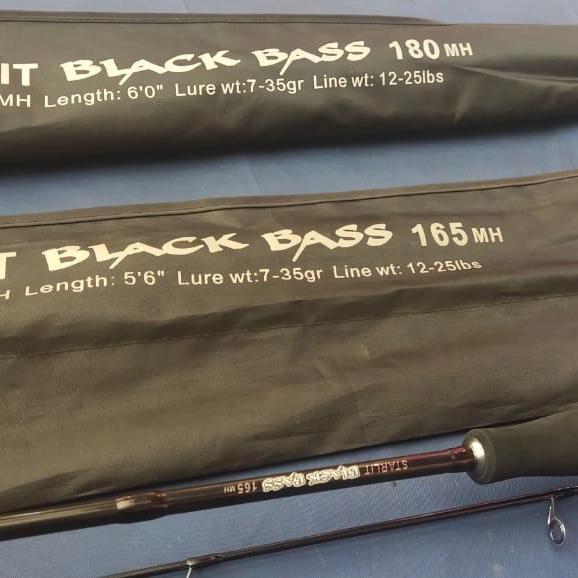 IT BLACK BASS 180 MH
MH Length: 6'0" Lure wt:7-35gr Line wt: 12-25lbs
T BLACK BASS 165 MH
H Length: 5'6" Lure wt:7-35gr Line wt: 12-25lbs
STARLIT BLACK BASS 165 MH